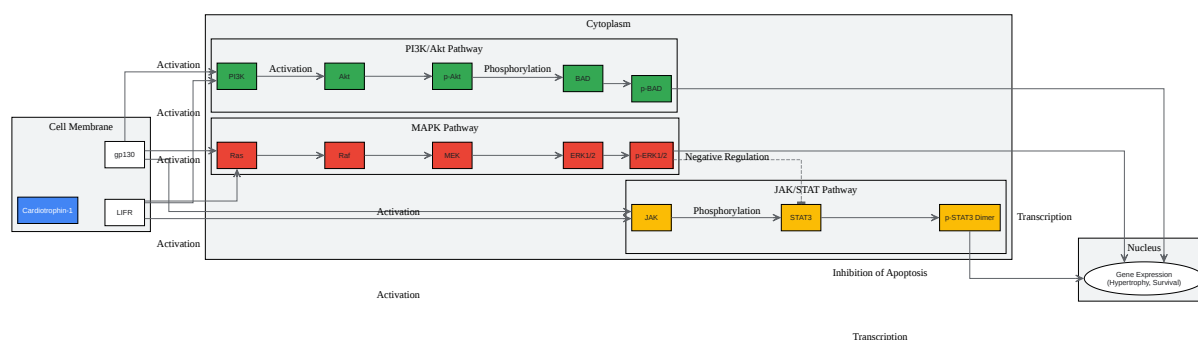 Cytoplasm
PI3K/Akt Pathway
Activation
PI3K
Activation
Akt
p-Akt
Phosphorylation
BAD
p-BAD
Activation
Cell Membrane
MAPK Pathway
gp130
Activation
Ras
Raf
MEK
ERK1/2
p-ERK1/2
Negative Regulation
JAK/STAT Pathway
Cardiotrophin-1
LIFR
Activation
JAK
Phosphorylation
STAT3
p-STAT3 Dimer
Transcription
Activation
Nucleus
Inhibition of Apoptosis
Gene Expression
(Hypertrophy, Survival)
Activation
Transcription